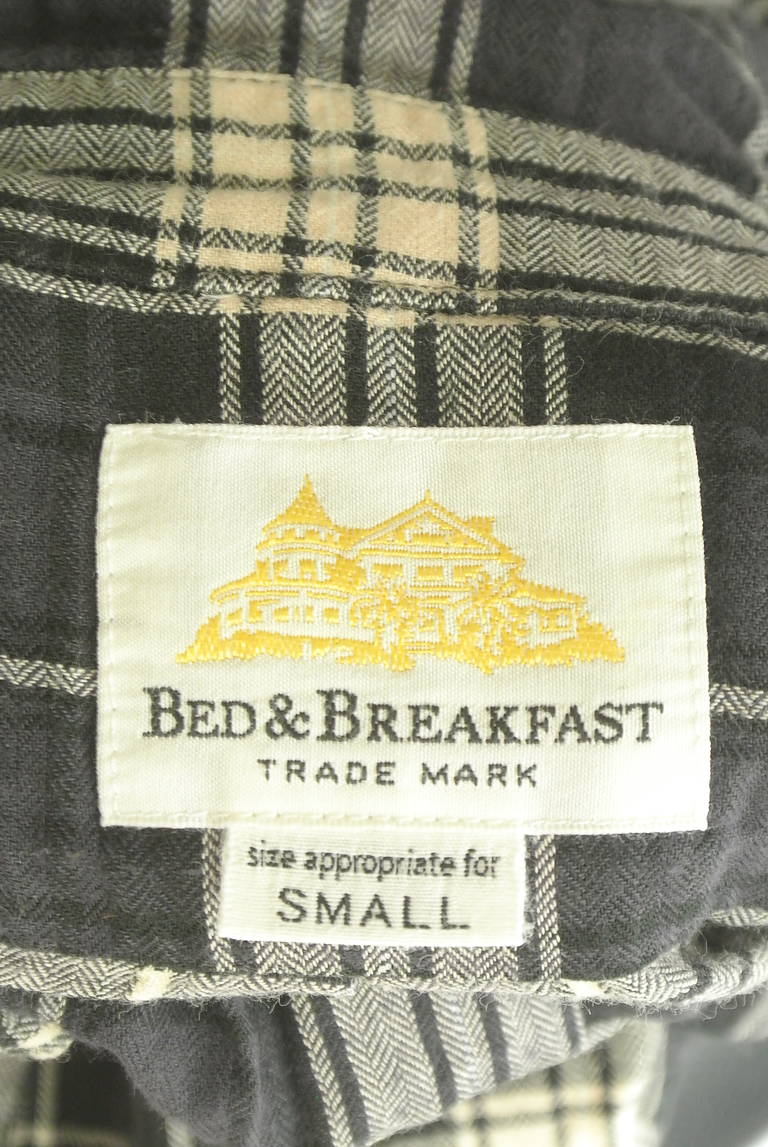 BED & BREAKFAST
TRADE MARK
size appropriate for
SMALL